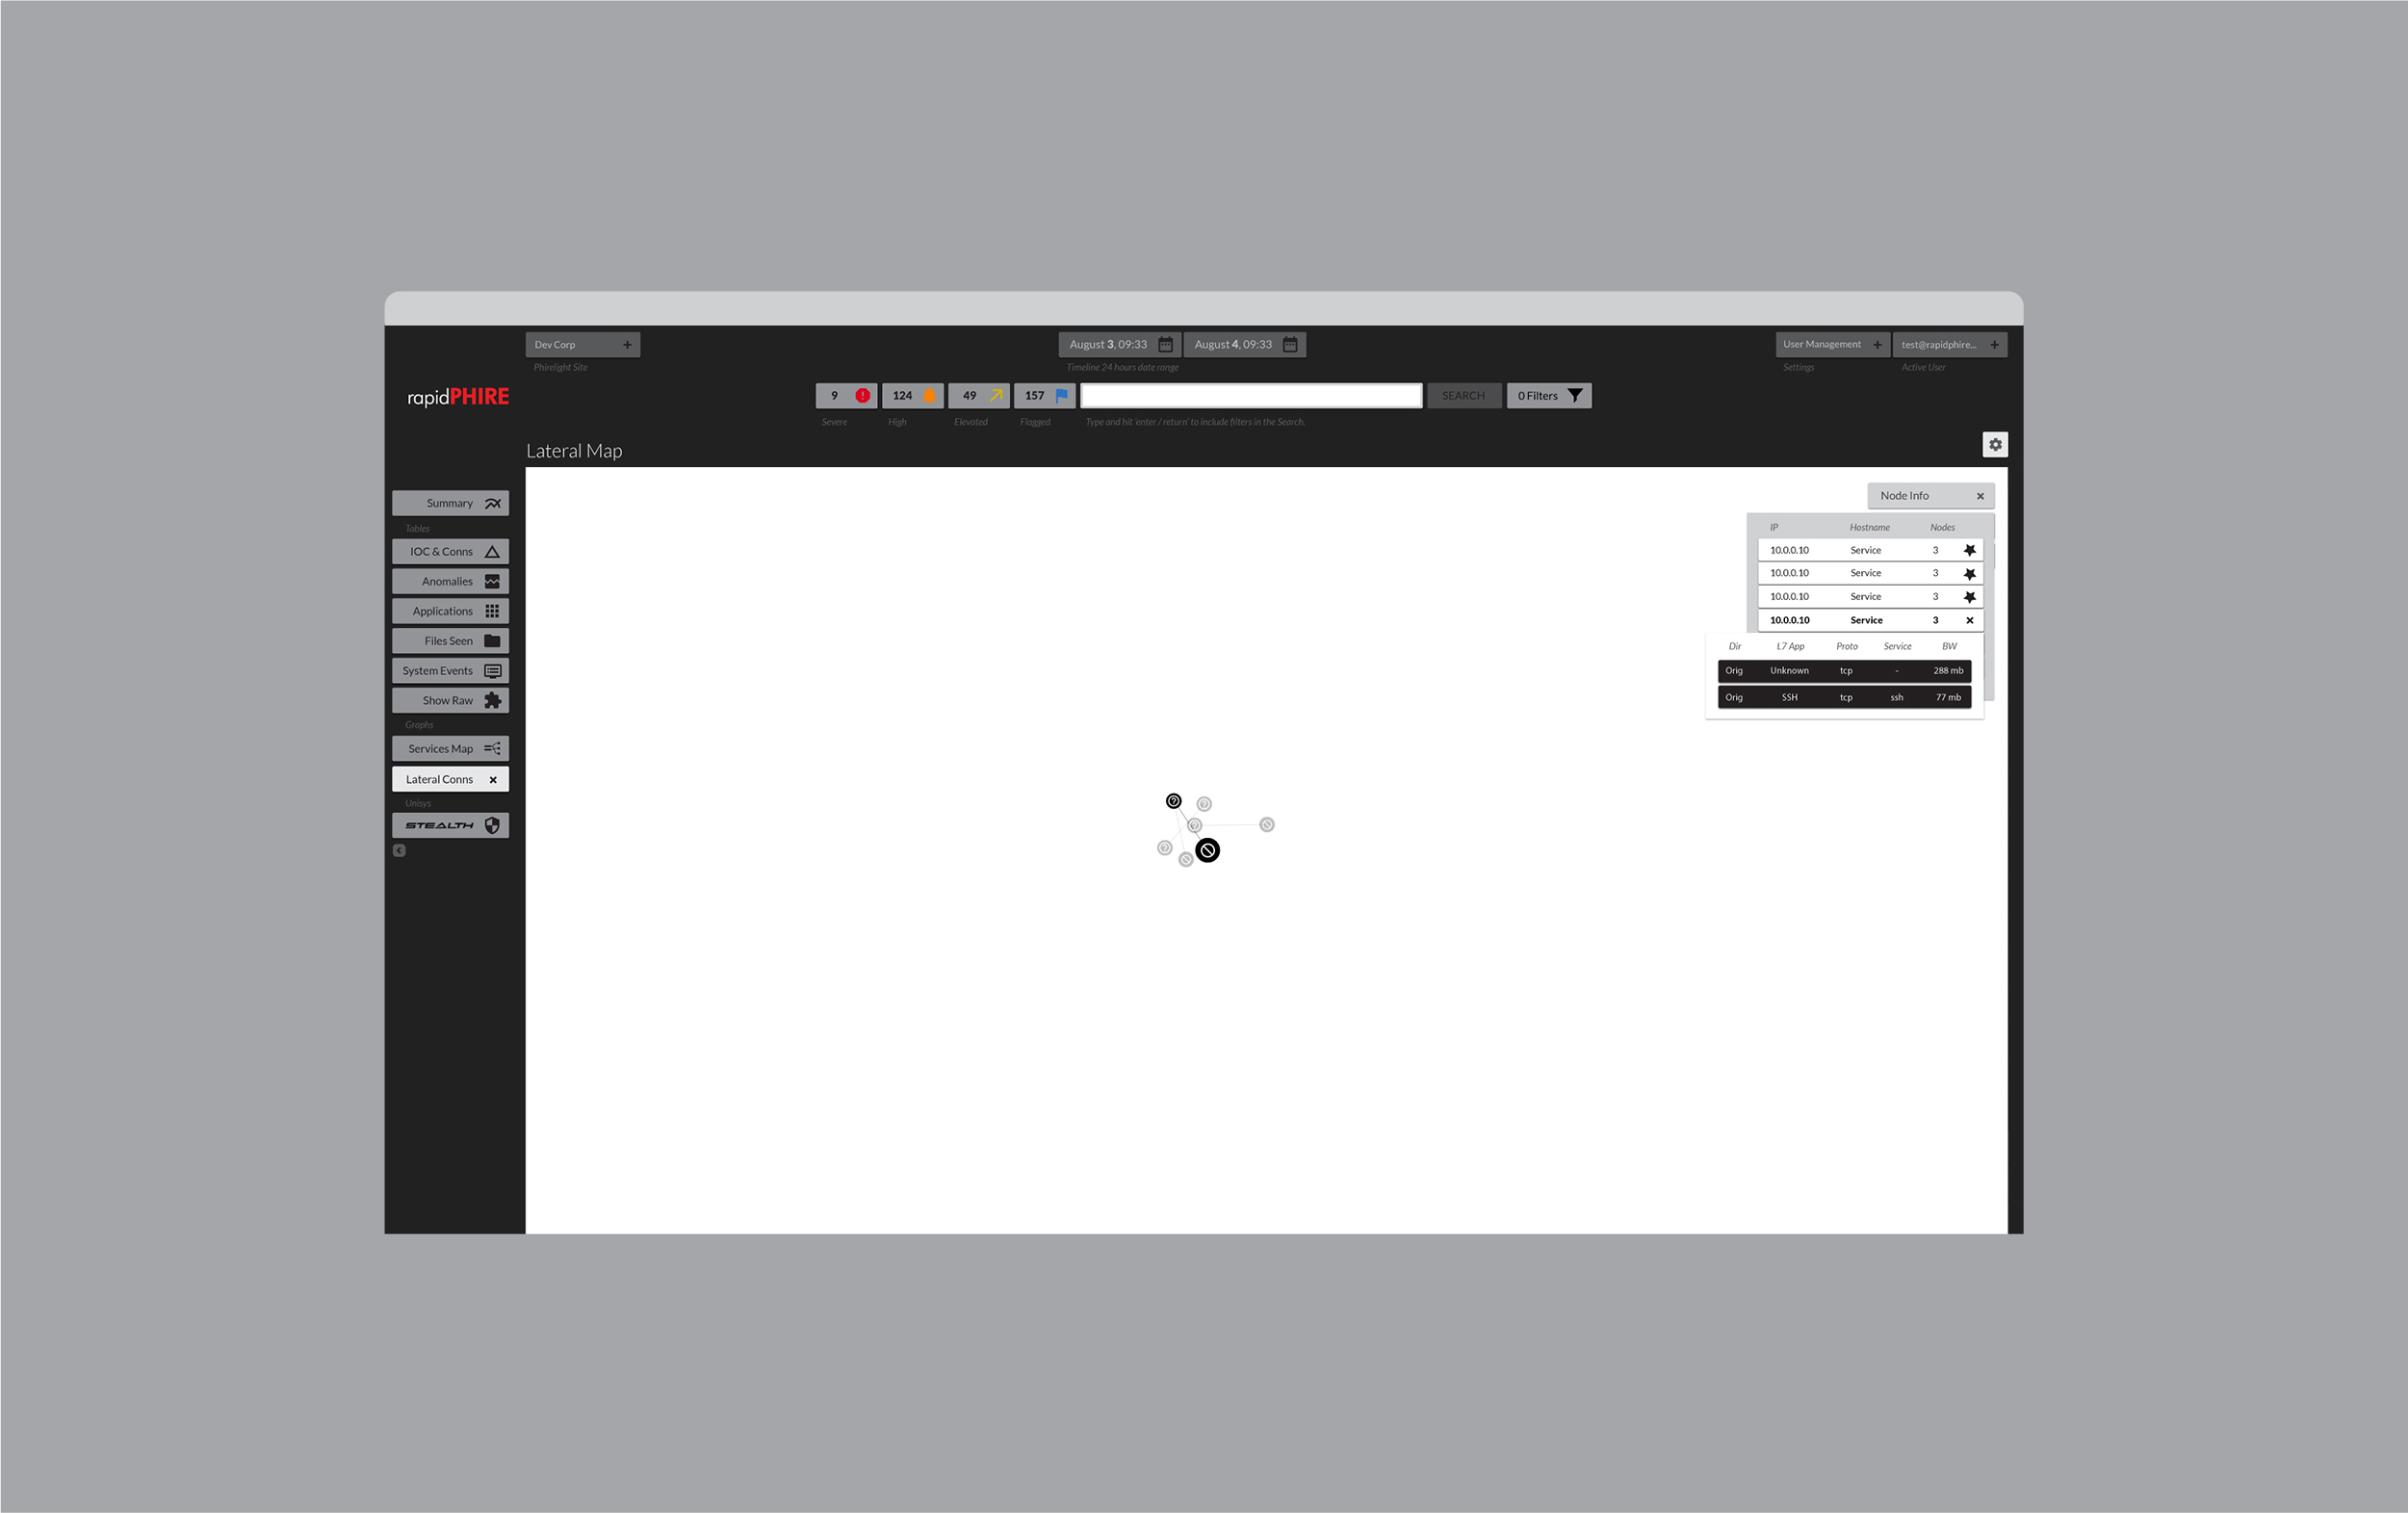 Dev Corp +
Phirelight Site
August 3, 09:33
August 4, 09:33
Timeline 24 hours date range
User Management +
Settings
test@rapidphire... +
Active User
rapidPHIRE
9
Severe
124
High
49
Elevated
157
Flagged
SEARCH
0 Filters
Type and hit 'enter / return' to include filters in the Search.
Lateral Map
Summary
Tables
IOC & Conns
Anomalies
Applications
Files Seen
System Events
Show Raw
Graphs
Services Map
Lateral Conns ×
Unisys
STEALTH
Node Info ×
IP Hostname Nodes
10.0.0.10 Service 3
10.0.0.10 Service 3
10.0.0.10 Service 3
10.0.0.10 Service 3 ×
Dir L7 App Proto Service BW
Orig Unknown tcp - 288 mb
Orig SSH tcp ssh 77 mb